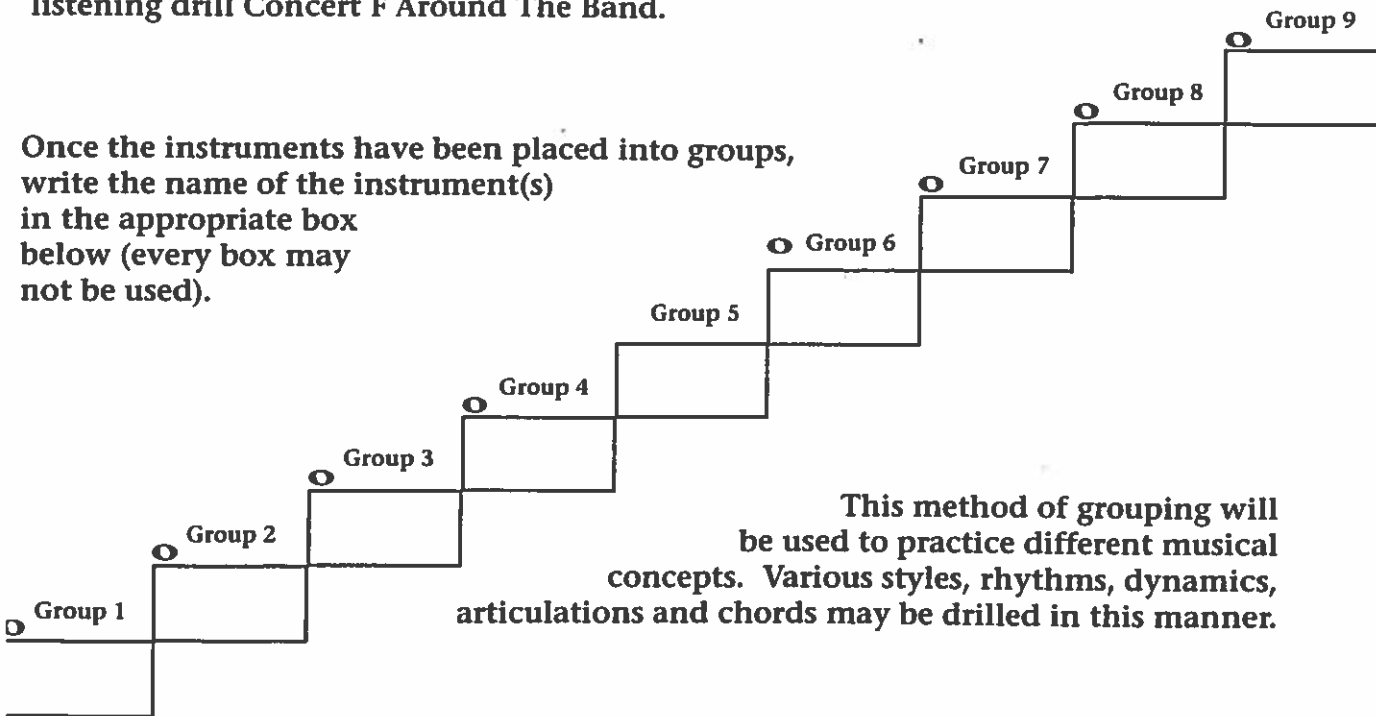 listening drill Concert F Around The Band.
Once the instruments have been placed into groups,
write the name of the instrument(s)
in the appropriate box
below (every box may
not be used).
Group 9
Group 8
Group 7
Group 6
Group 5
Group 4
Group 3
Group 2
Group 1
This method of grouping will
be used to practice different musical
concepts. Various styles, rhythms, dynamics,
articulations and chords may be drilled in this manner.